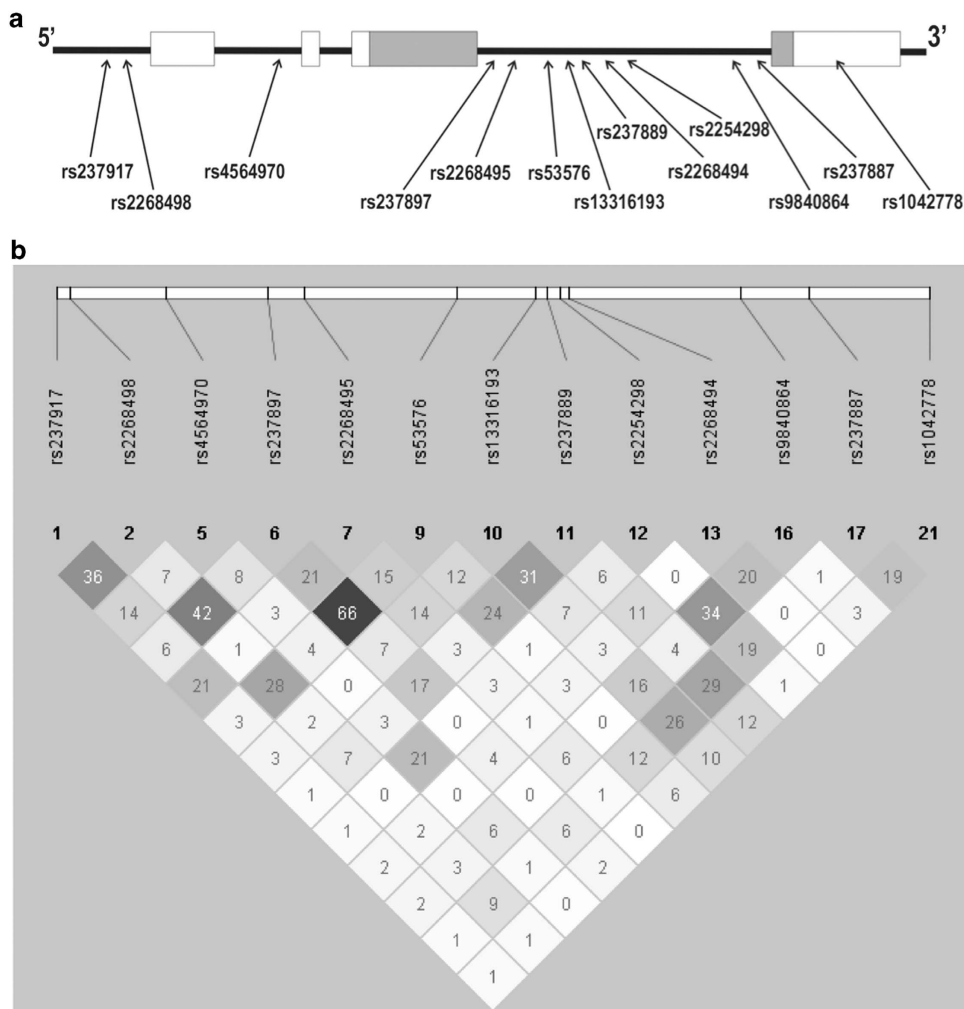 a
5'
3'
rs237917
rs2268498
rs4564970
rs237897
rs2268495
rs53576
rs13316193
rs237889
rs2268494
rs2254298
rs9840864
rs237887
rs1042778
b
rs237917
rs2268498
rs4564970
rs237897
rs2268495
rs53576
rs13316193
rs237889
rs2254298
rs2268494
rs9840864
rs237887
rs1042778
1 2 5 6 7 9 10 11 12 13 16 17 21
36 7 8 21 15 12 31 6 0 20 1 19
14 42 3 66 14 24 7 11 34 0 3
6 1 4 7 3 1 3 4 19 0
21 28 0 17 3 3 16 29 1
3 2 3 0 1 0 26 12
3 7 21 4 6 12 10
1 0 0 0 1 6
1 2 6 6 0
2 3 1 2
2 9 0
1 1
1